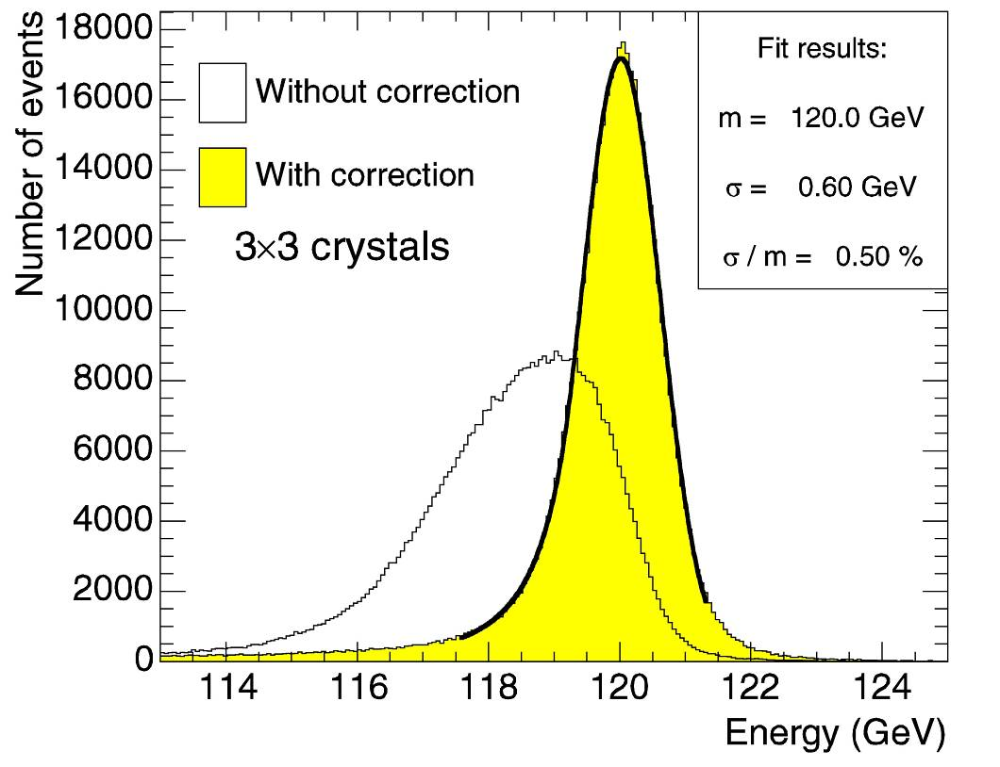 Number of events
18000
16000
14000
12000
10000
8000
6000
4000
2000
0
Without correction
With correction
3×3 crystals
Fit results:
m = 120.0 GeV
σ = 0.60 GeV
σ / m = 0.50 %
114 116 118 120 122 124
Energy (GeV)